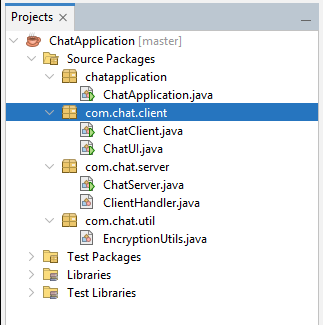 Projects
ChatApplication [master]
Source Packages
chatapplication
ChatApplication.java
com.chat.client
ChatClient.java
ChatUI.java
com.chat.server
ChatServer.java
ClientHandler.java
com.chat.util
EncryptionUtils.java
Test Packages
Libraries
Test Libraries